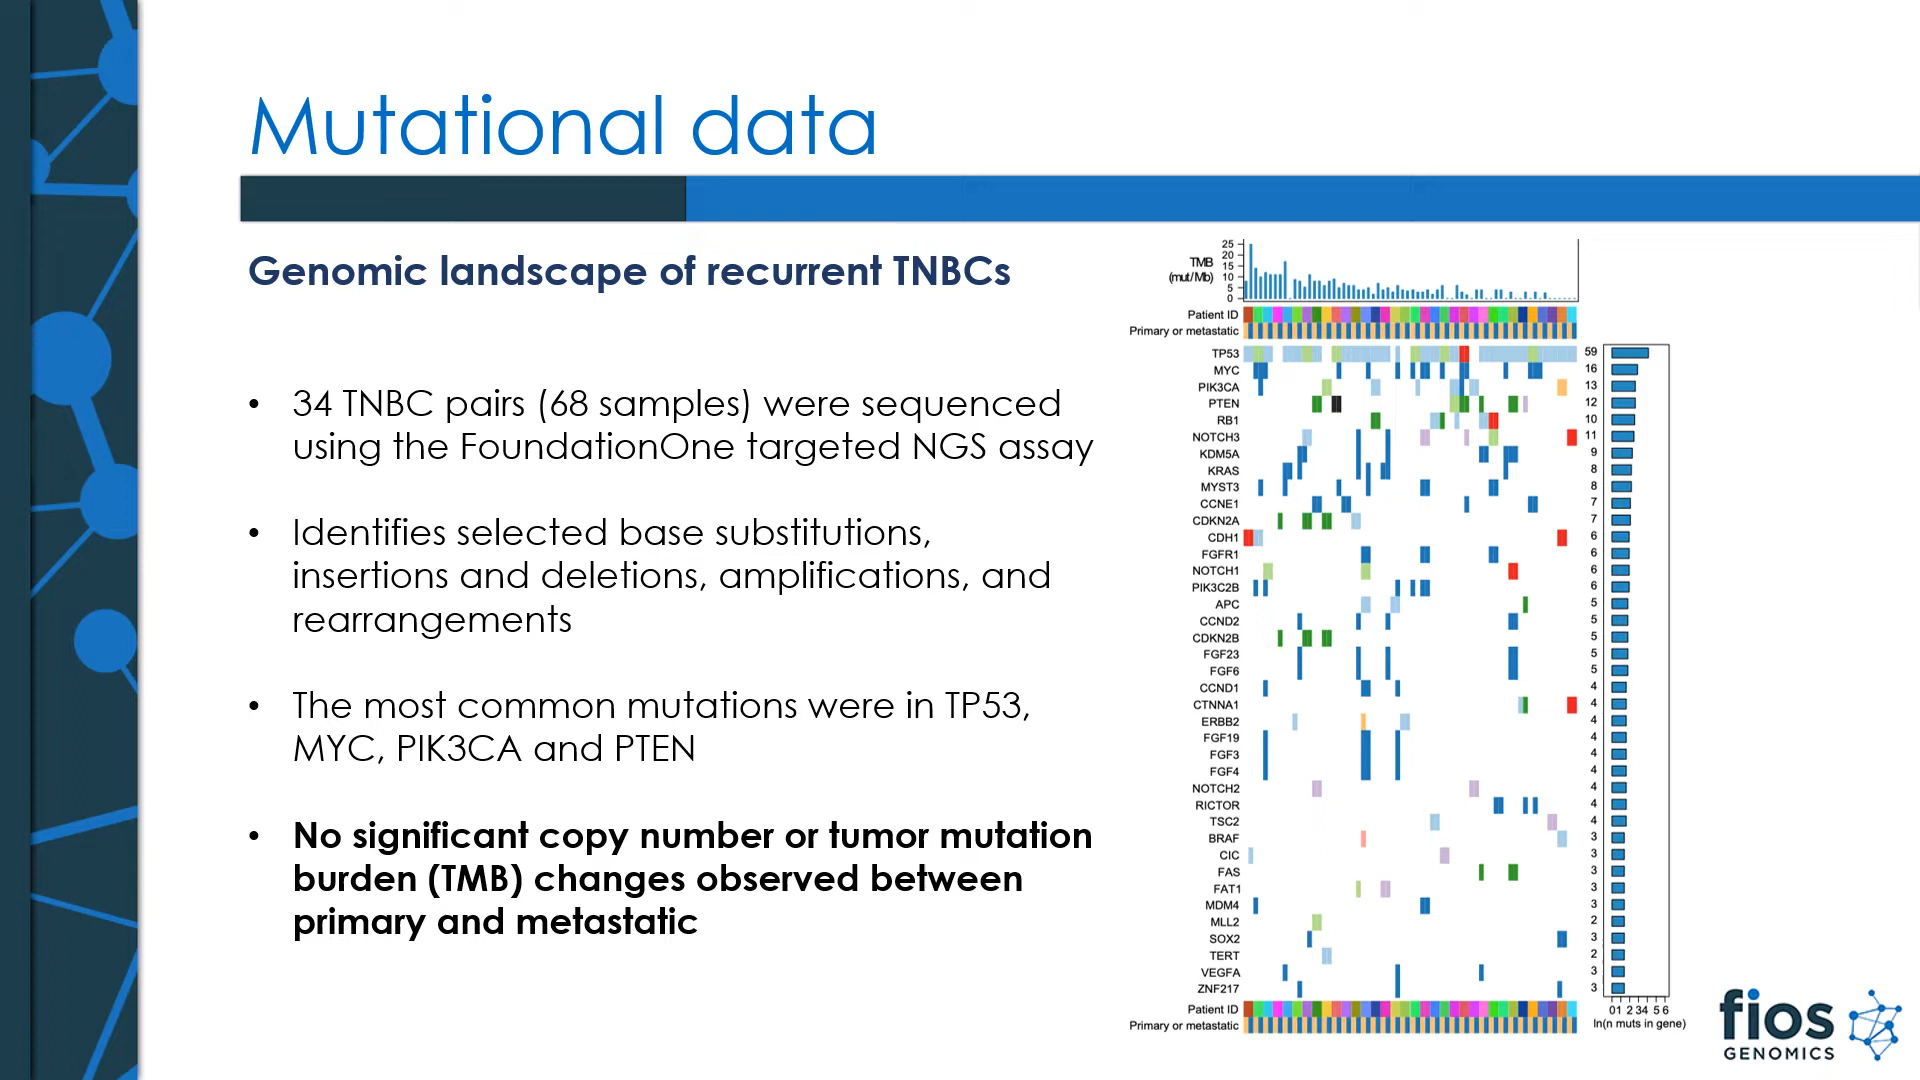 Mutational data
Genomic landscape of recurrent TNBCs
• 34 TNBC pairs (68 samples) were sequenced
using the FoundationOne targeted NGS assay
• Identifies selected base substitutions,
insertions and deletions, amplifications, and
rearrangements
• The most common mutations were in TP53,
MYC, PIK3CA and PTEN
• No significant copy number or tumor mutation
burden (TMB) changes observed between
primary and metastatic
TMB
(mut/Mb)
25
20
15
10
5
0
Patient ID
Primary or metastatic
TP53 59
MYC 16
PIK3CA 13
PTEN 12
RB1 10
NOTCH3 11
KDM5A 9
KRAS 8
MYST3 8
CCNE1 7
CDKN2A 7
CDH1 6
FGFR1 6
NOTCH1 6
PIK3C2B 6
APC 5
CCND2 5
CDKN2B 5
FGF23 5
FGF6 5
CCND1 4
CTNNA1 4
ERBB2 4
FGF19 4
FGF3 4
FGF4 4
NOTCH2 4
RICTOR 4
TSC2 4
BRAF 3
CIC 3
FAS 3
FAT1 3
MDM4 3
MLL2 2
SOX2 3
TERT 2
VEGFA 3
ZNF217 3
Patient ID
Primary or metastatic
01 2 34 5 6
ln(n muts in gene)
fios
GENOMICS